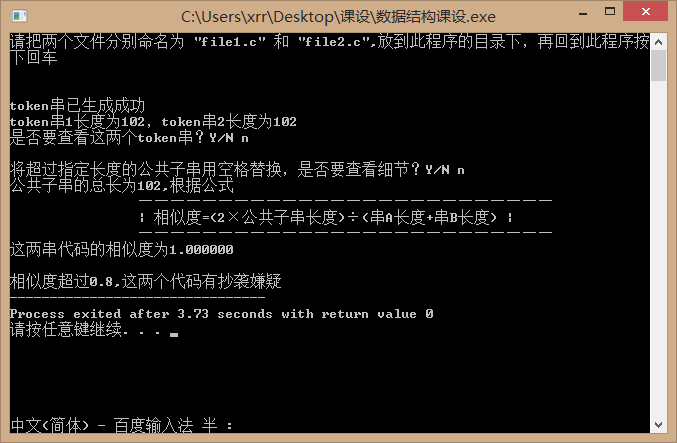 C:\Users\xrr\Desktop\课设\数据结构课设.exe
请把两个文件分别命名为 "file1.c" 和 "file2.c",放到此程序的目录下，再回到此程序按
下回车
token串已生成成功
token串1长度为102, token串2长度为102
是否要查看这两个token串？Y/N n
将超过指定长度的公共子串用空格替换，是否要查看细节？Y/N n
公共子串的总长为102,根据公式
| 相似度=(2×公共子串长度)÷(串A长度+串B长度) |
这两串代码的相似度为1.000000
相似度超过0.8,这两个代码有抄袭嫌疑
--------------------------------
Process exited after 3.73 seconds with return value 0
请按任意键继续. . .
中文(简体) - 百度输入法 半 :